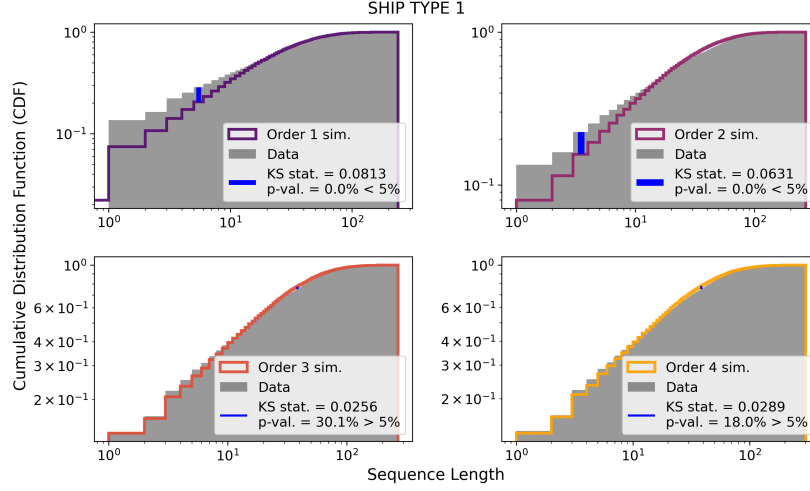 SHIP TYPE 1
Cumulative Distribution Function (CDF)
10⁰
10⁻¹
Order 1 sim.
Data
KS stat. = 0.0813
p-val. = 0.0% < 5%
10⁰ 10¹ 10²
10⁰
10⁻¹
Order 2 sim.
Data
KS stat. = 0.0631
p-val. = 0.0% < 5%
10⁰ 10¹ 10²
10⁰
6 × 10⁻¹
4 × 10⁻¹
3 × 10⁻¹
2 × 10⁻¹
Order 3 sim.
Data
KS stat. = 0.0256
p-val. = 30.1% > 5%
10⁰ 10¹ 10²
10⁰
6 × 10⁻¹
4 × 10⁻¹
3 × 10⁻¹
2 × 10⁻¹
Order 4 sim.
Data
KS stat. = 0.0289
p-val. = 18.0% > 5%
10⁰ 10¹ 10²
Sequence Length